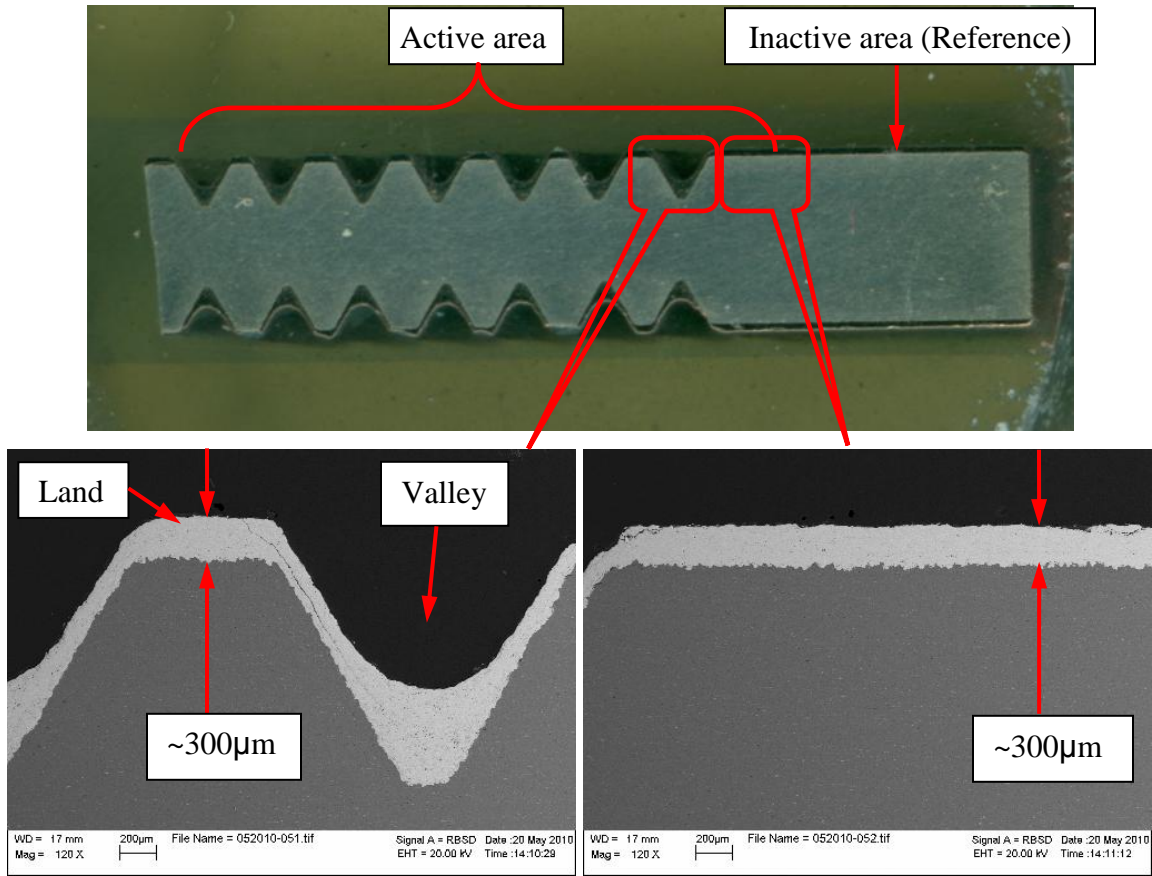 Active area
Inactive area (Reference)
Land
Valley
~300μm
~300μm
WD = 17 mm
Mag = 120 X
200μm
File Name = 052010-051.tif
Signal A = RBSD
Date :20 May 2010
EHT = 20.00 kV
Time :14:10:29
WD = 17 mm
Mag = 120 X
200μm
File Name = 052010-052.tif
Signal A = RBSD
Date :20 May 2010
EHT = 20.00 kV
Time :14:11:12